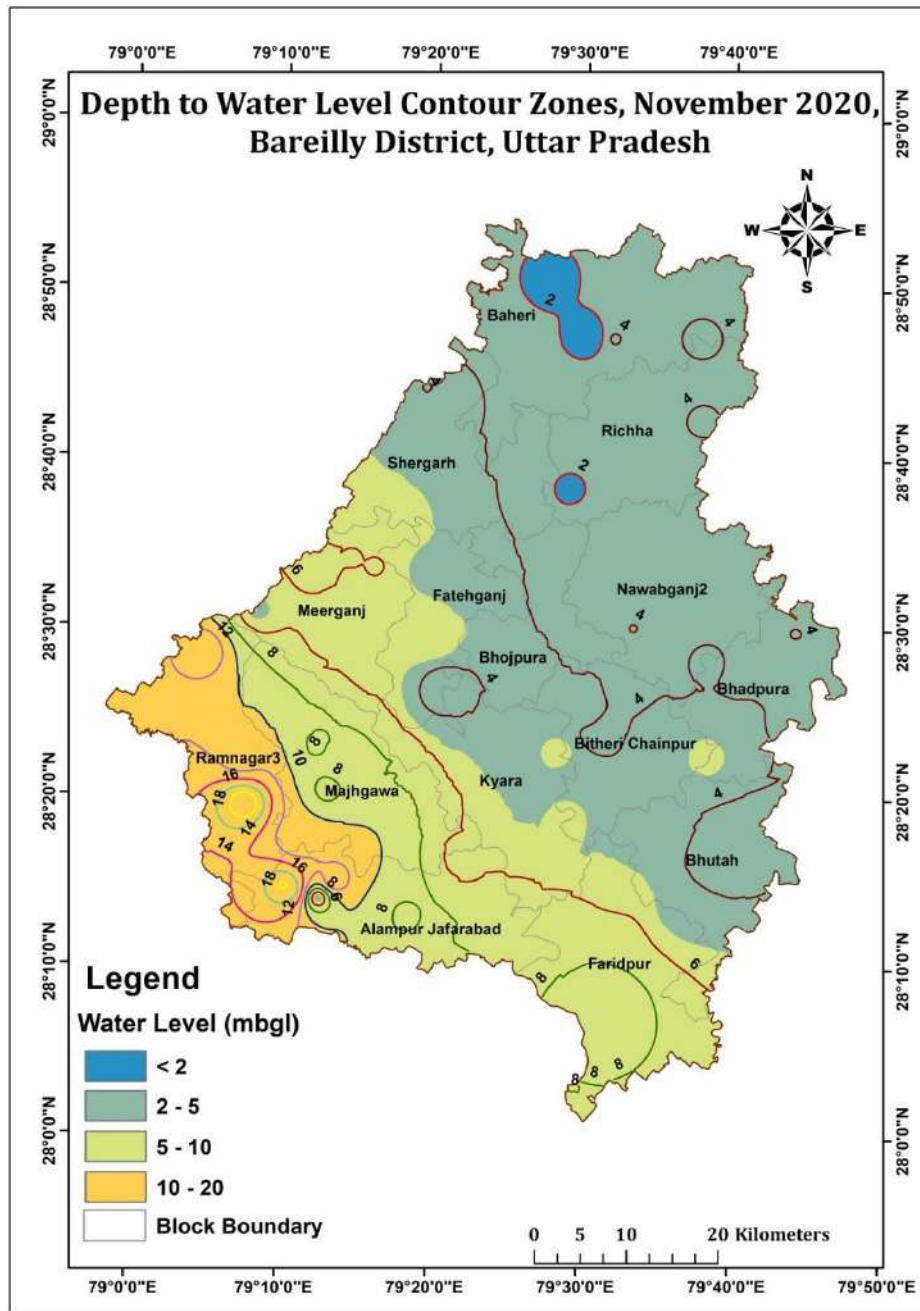 79°0'0"E 79°10'0"E 79°20'0"E 79°30'0"E 79°40'0"E
Depth to Water Level Contour Zones, November 2020,
Bareilly District, Uttar Pradesh
29°0'0"N
29°0'0"N
N
W E
S
28°50'0"N
28°50'0"N
2
Baheri
4
4
4
4
Richha
28°40'0"N
28°40'0"N
Shergarh
2
6
Meerganj
Fatehganj
Nawabganj2
28°30'0"N
28°30'0"N
12
4
4
8
Bhojpura
4
4
Bhadpura
8
10
Bitheri Chainpur
Ramnagar3
16
8
Majhgawa
Kyara
28°20'0"N
28°20'0"N
18
4
14
14
16
Bhutah
18
8
6
12
8
Alampur Jafarabad
28°10'0"N
28°10'0"N
6
Faridpur
8
8
8
8
Legend
Water Level (mbgl)
< 2
2 - 5
5 - 10
10 - 20
Block Boundary
28°0'0"N
28°0'0"N
0 5 10 20 Kilometers
79°0'0"E 79°10'0"E 79°20'0"E 79°30'0"E 79°40'0"E 79°50'0"E